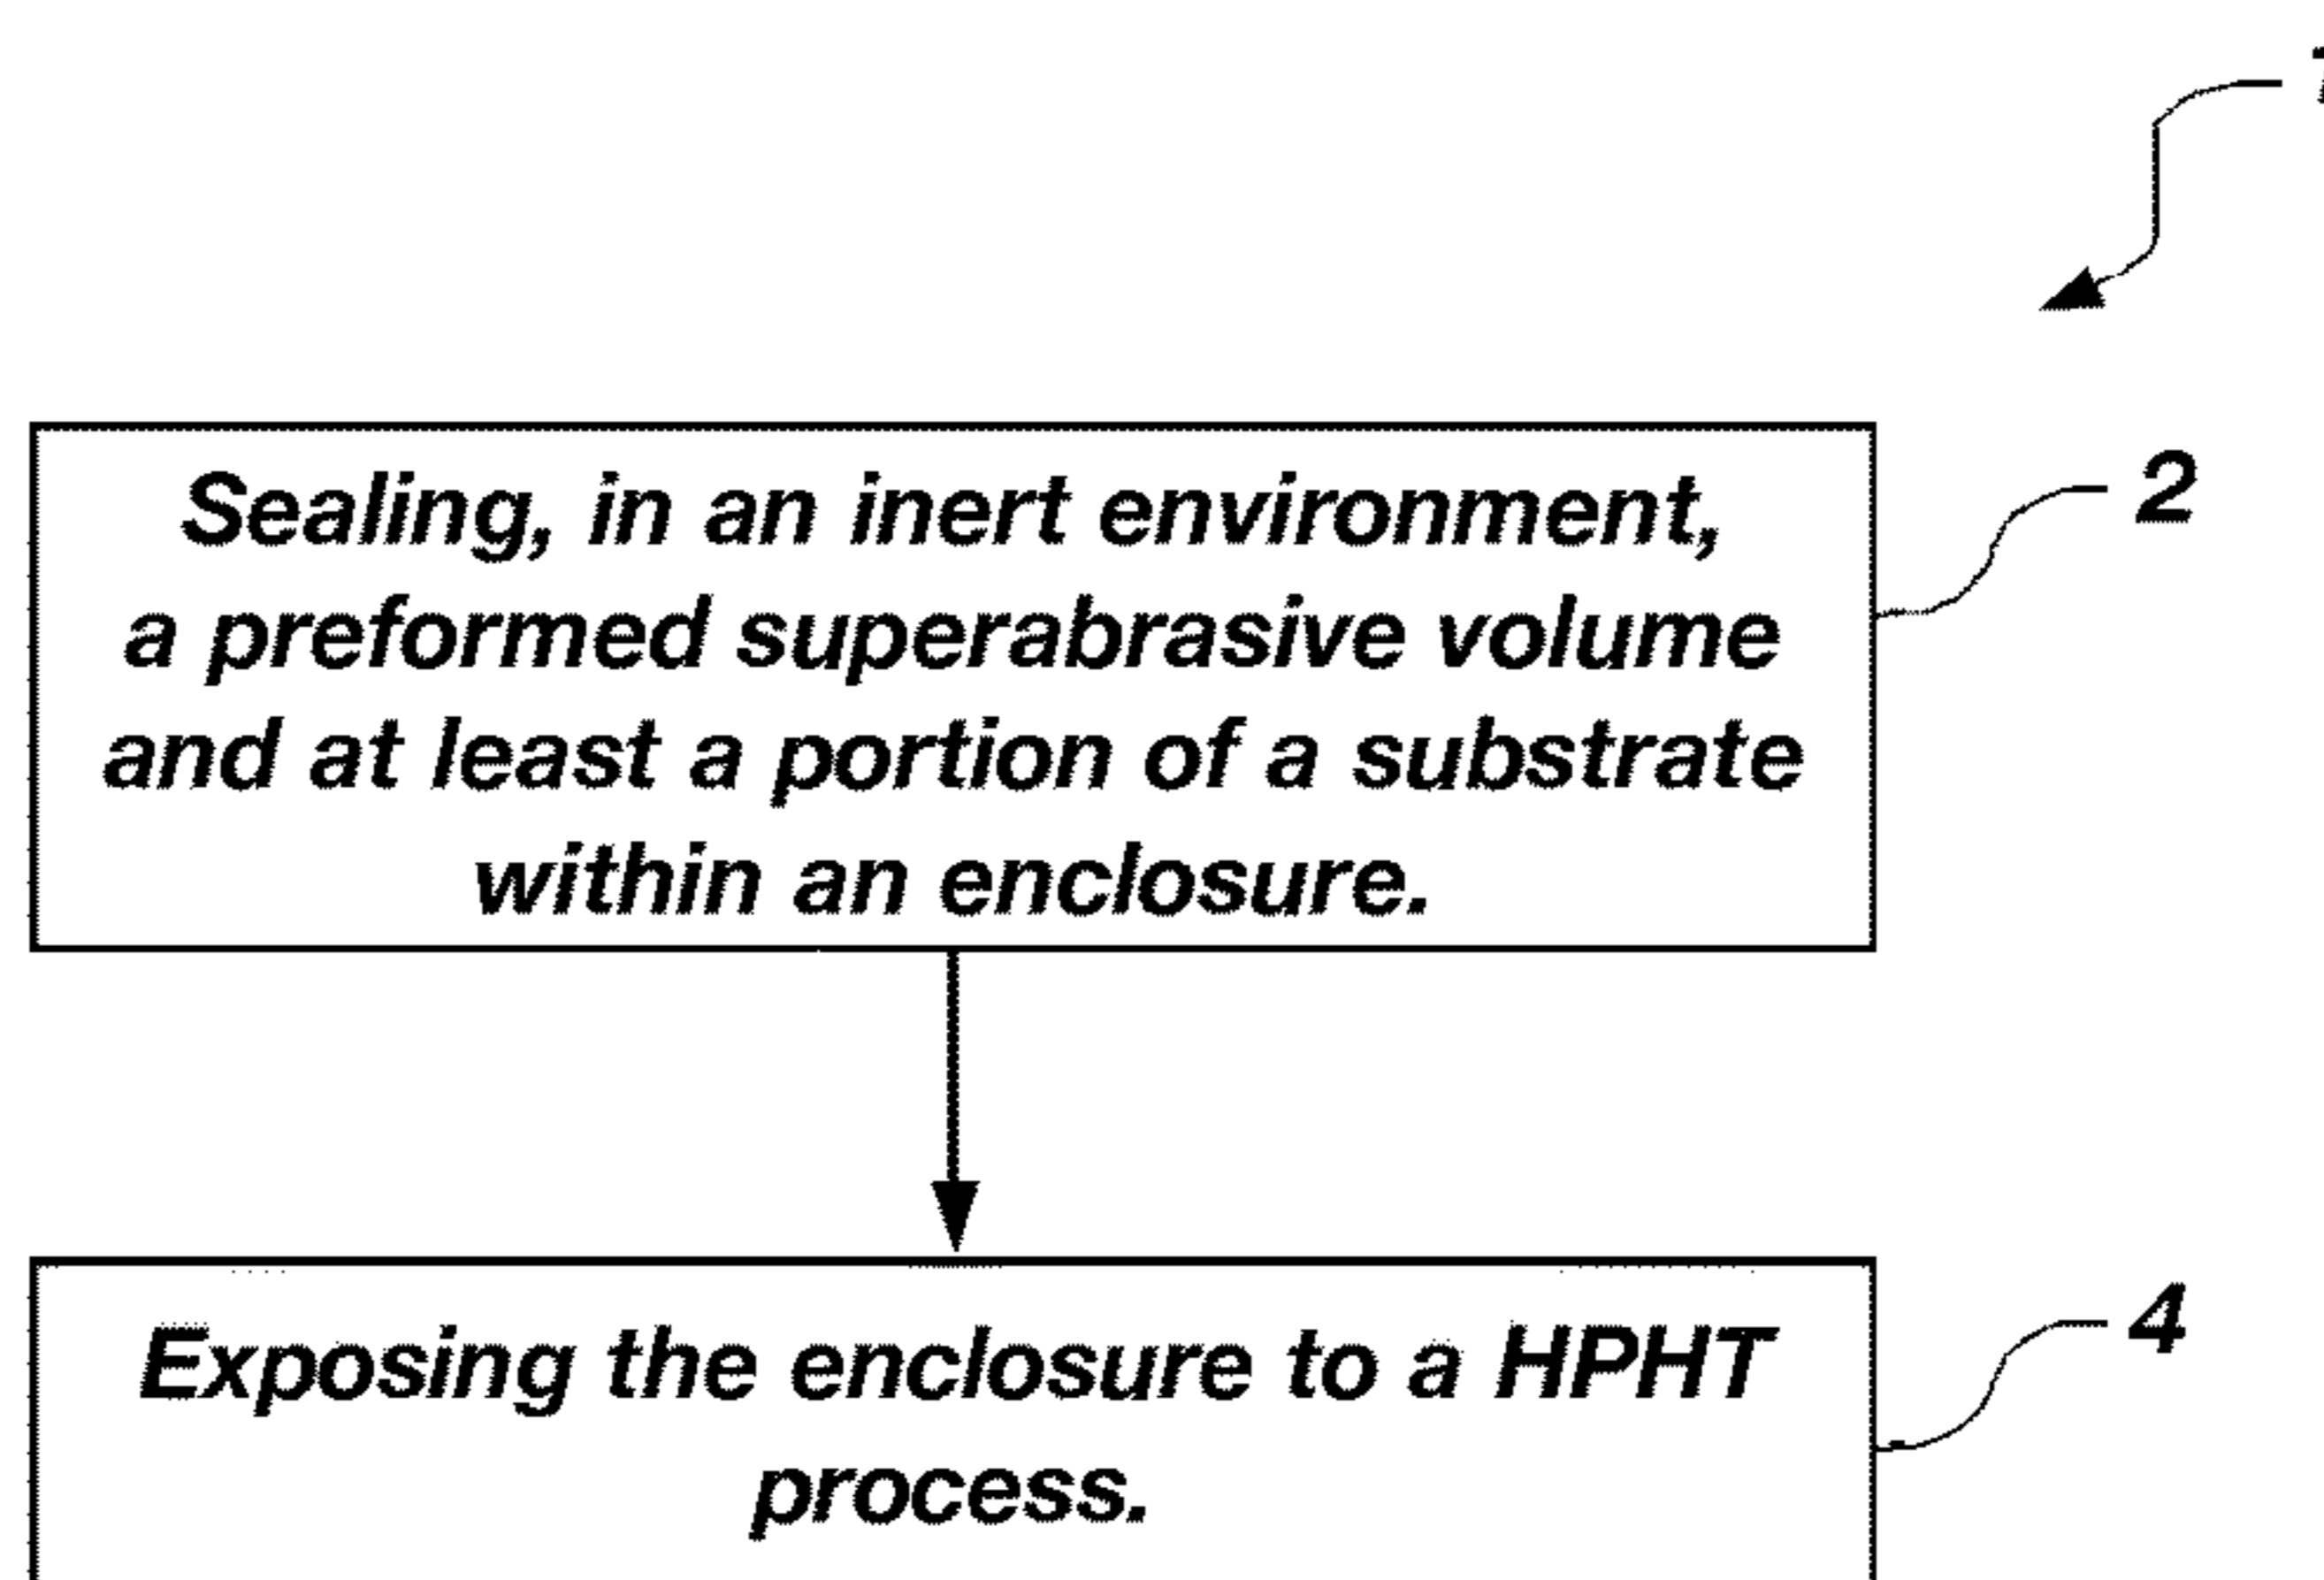 Sealing, in an inert environment,
a preformed superabrasive volume
and at least a portion of a substrate
within an enclosure.
2
Exposing the enclosure to a HPHT
process.
4